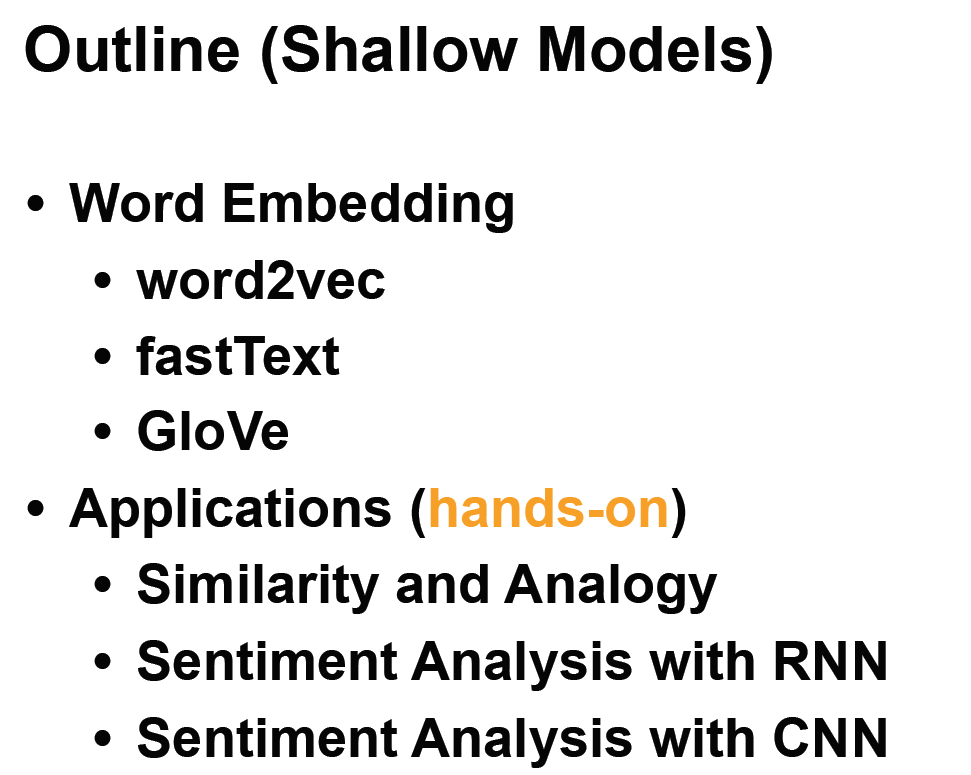 Outline (Shallow Models)
• Word Embedding
• word2vec
• fastText
• GloVe
• Applications (hands-on)
• Similarity and Analogy
• Sentiment Analysis with RNN
• Sentiment Analysis with CNN